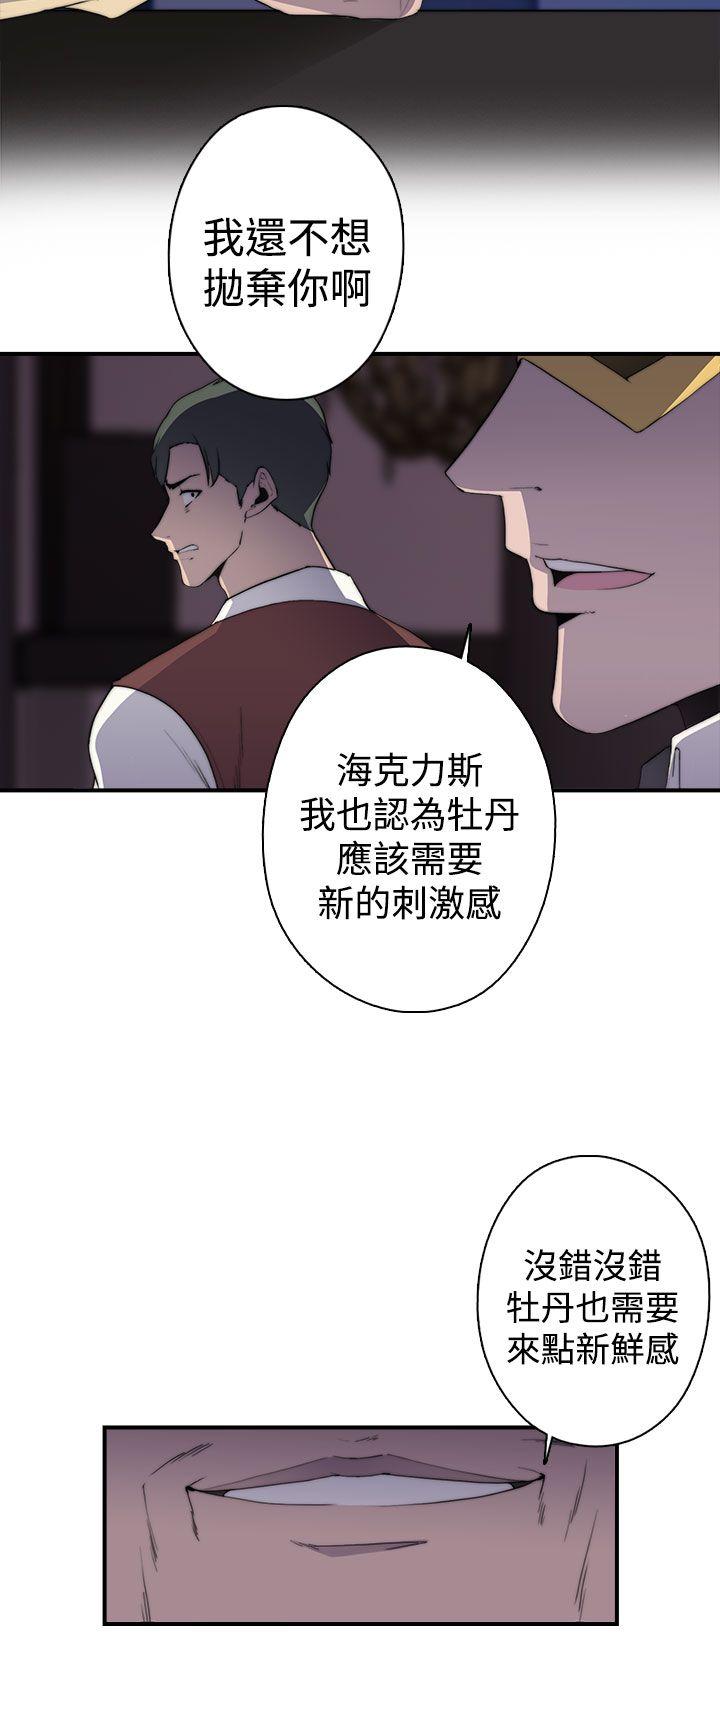 我還不想
拋棄你啊
海克力斯
我也認為牡丹
應該需要
新的刺激感
沒錯沒錯
牡丹也需要
來點新鮮感